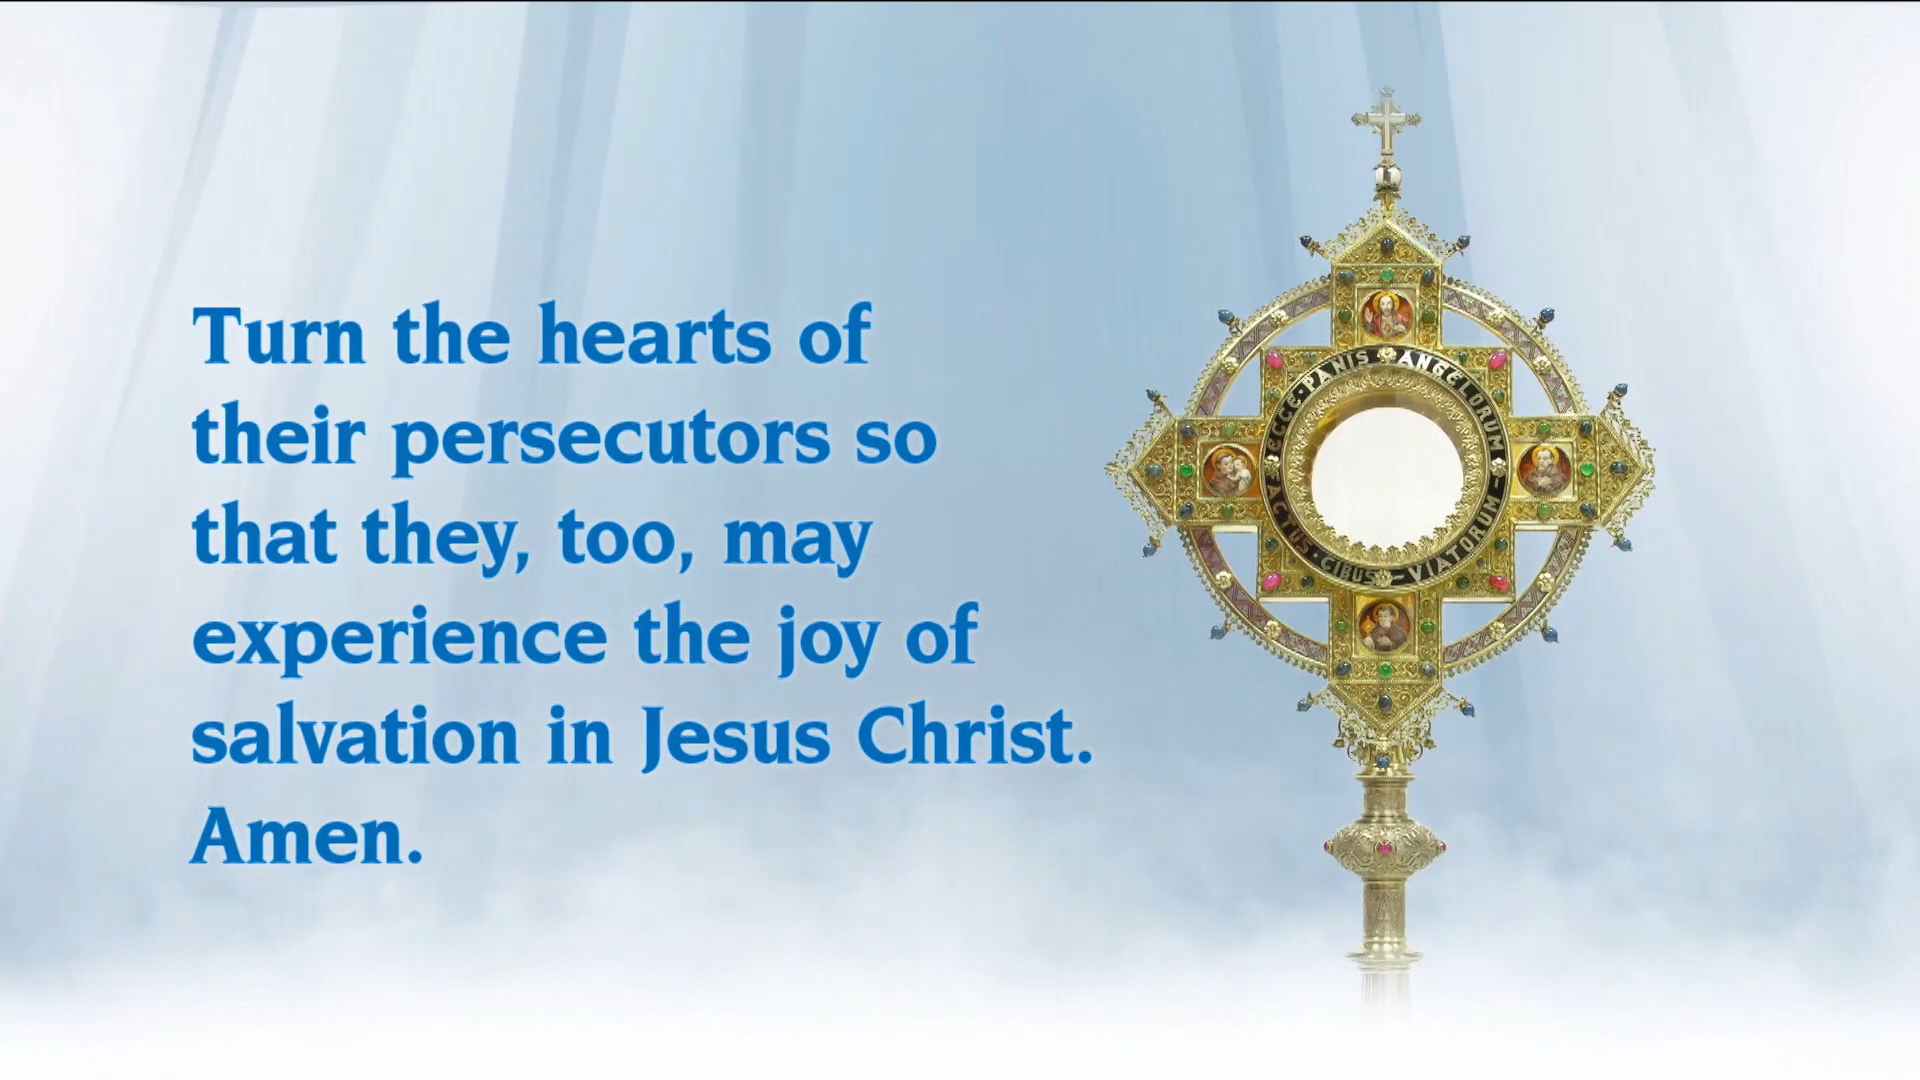 Turn the hearts of
their persecutors so
that they, too, may
experience the joy of
salvation in Jesus Christ.
Amen.
ECCE · PANIS ANGELORUM
FACTUS · CIBUS VIATORUM